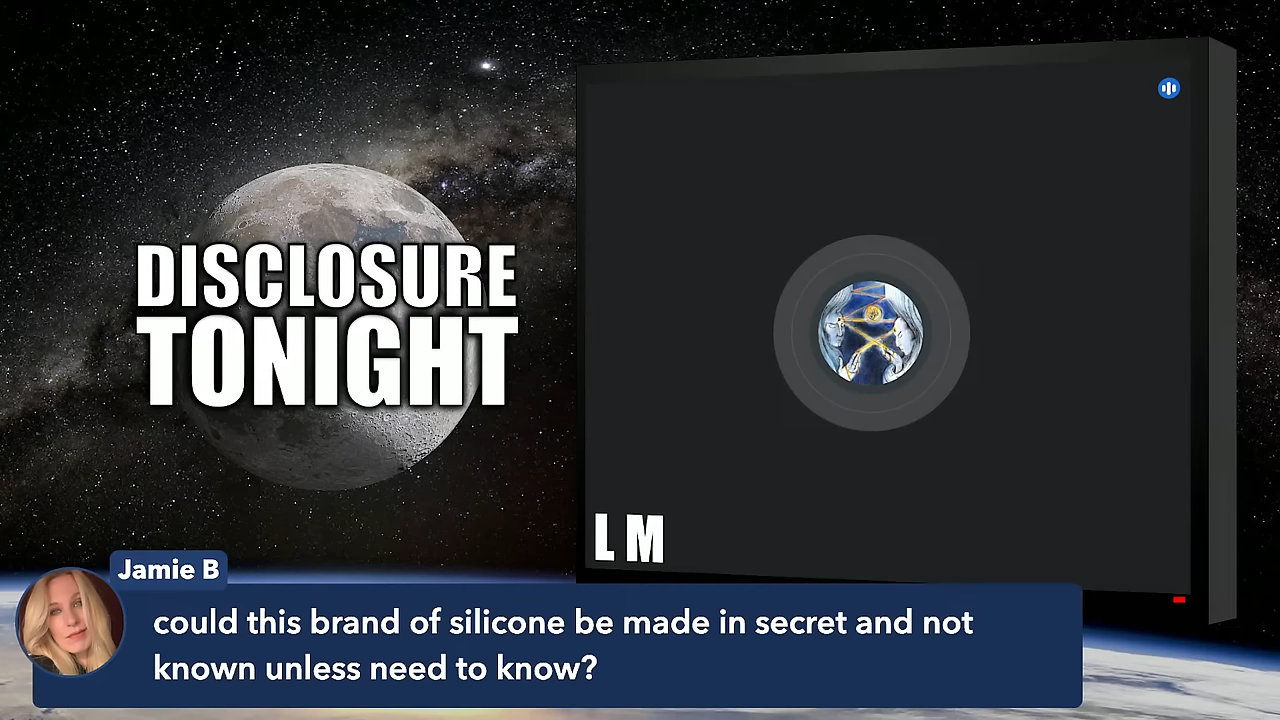 DISCLOSURE
TONIGHT
L M
Jamie B
could this brand of silicone be made in secret and not
known unless need to know?